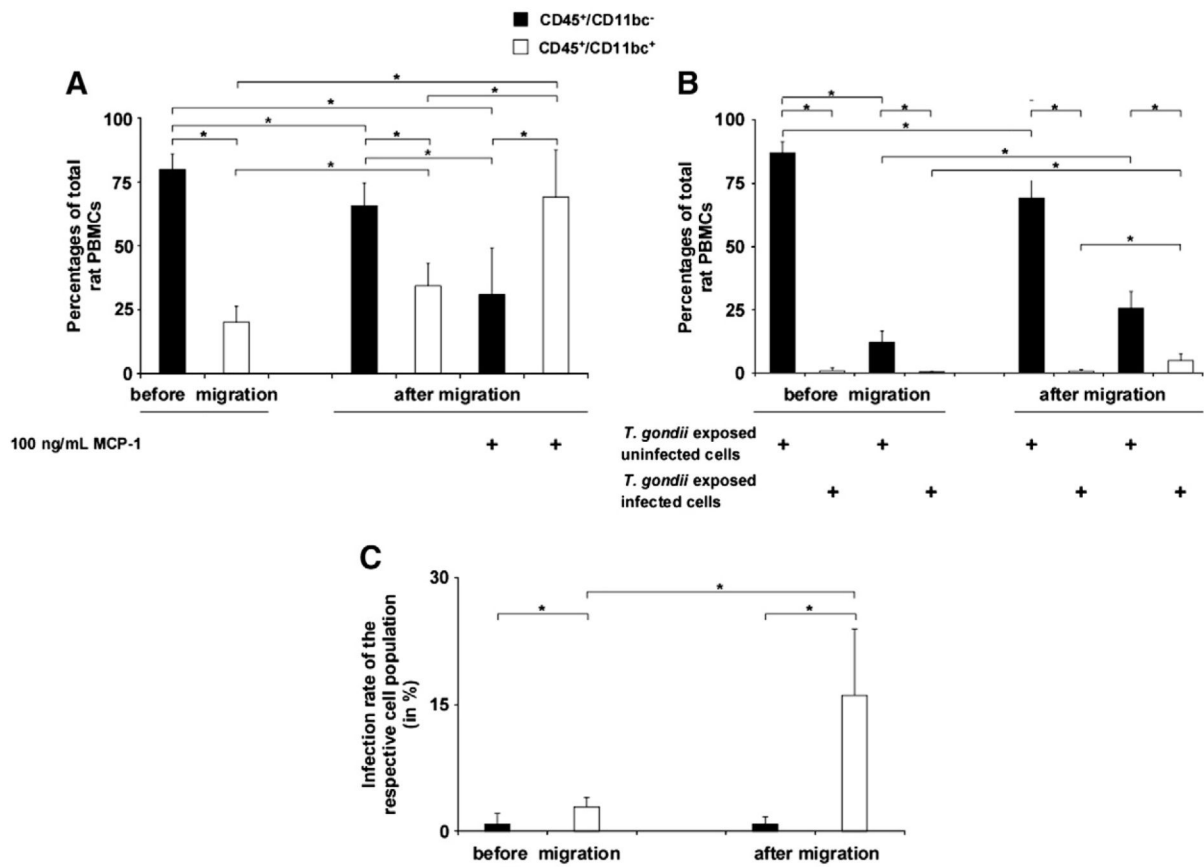 CD45+/CD11bc-
CD45+/CD11bc+
A
*
*
*
*
*
*
*
*
*
Percentages of total
rat PBMCs
100
75
50
25
0
before migration
after migration
100 ng/mL MCP-1
+
+
B
*
*
*
*
*
*
*
*
*
Percentages of total
rat PBMCs
100
75
50
25
0
before migration
after migration
T. gondii exposed
uninfected cells
+
+
+
+
T. gondii exposed
infected cells
+
+
+
+
C
*
*
*
Infection rate of the
respective cell population
(in %)
30
15
0
before migration
after migration